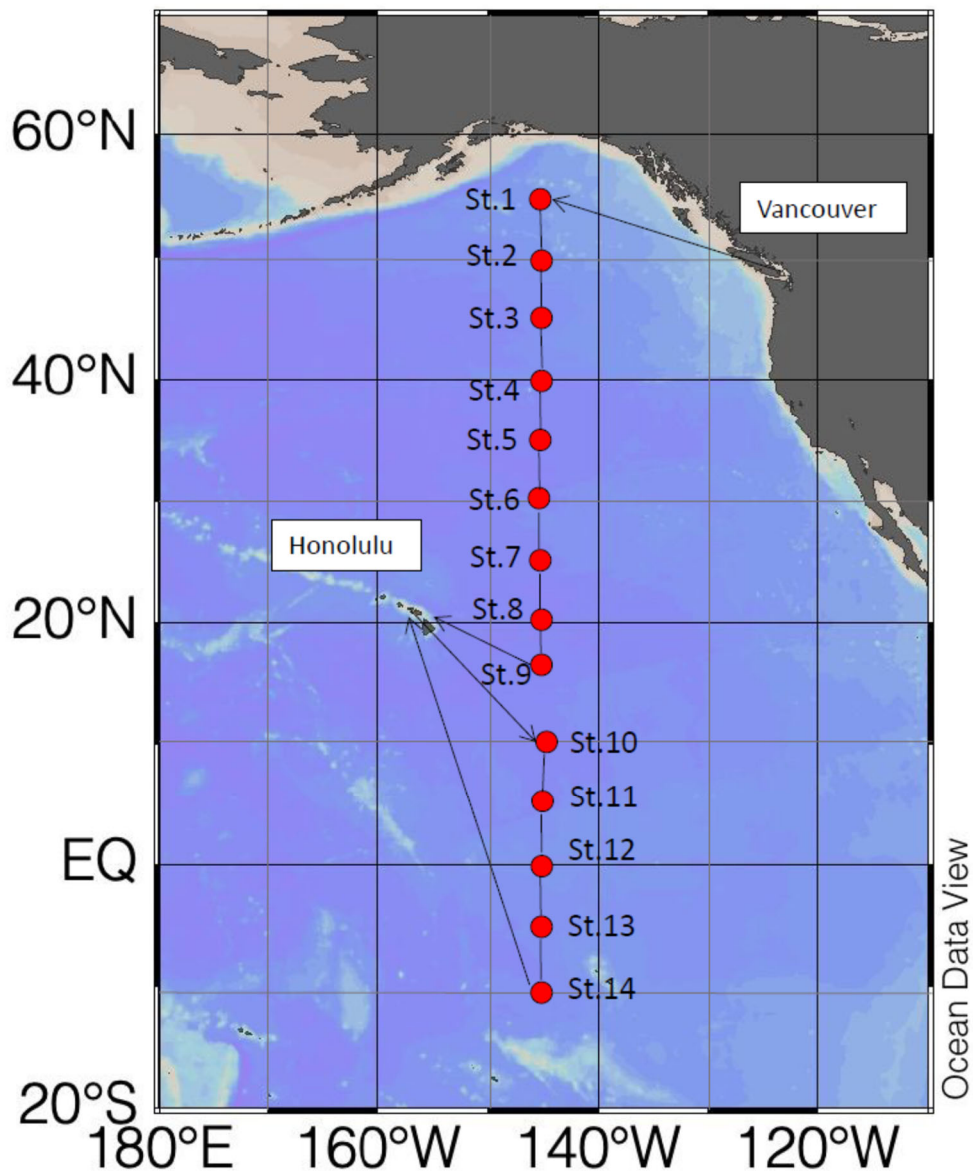 60°N
St.1
Vancouver
St.2
St.3
40°N
St.4
St.5
St.6
Honolulu
St.7
20°N
St.8
St.9
St.10
St.11
EQ
St.12
St.13
St.14
20°S
180°E
160°W
140°W
120°W
Ocean Data View